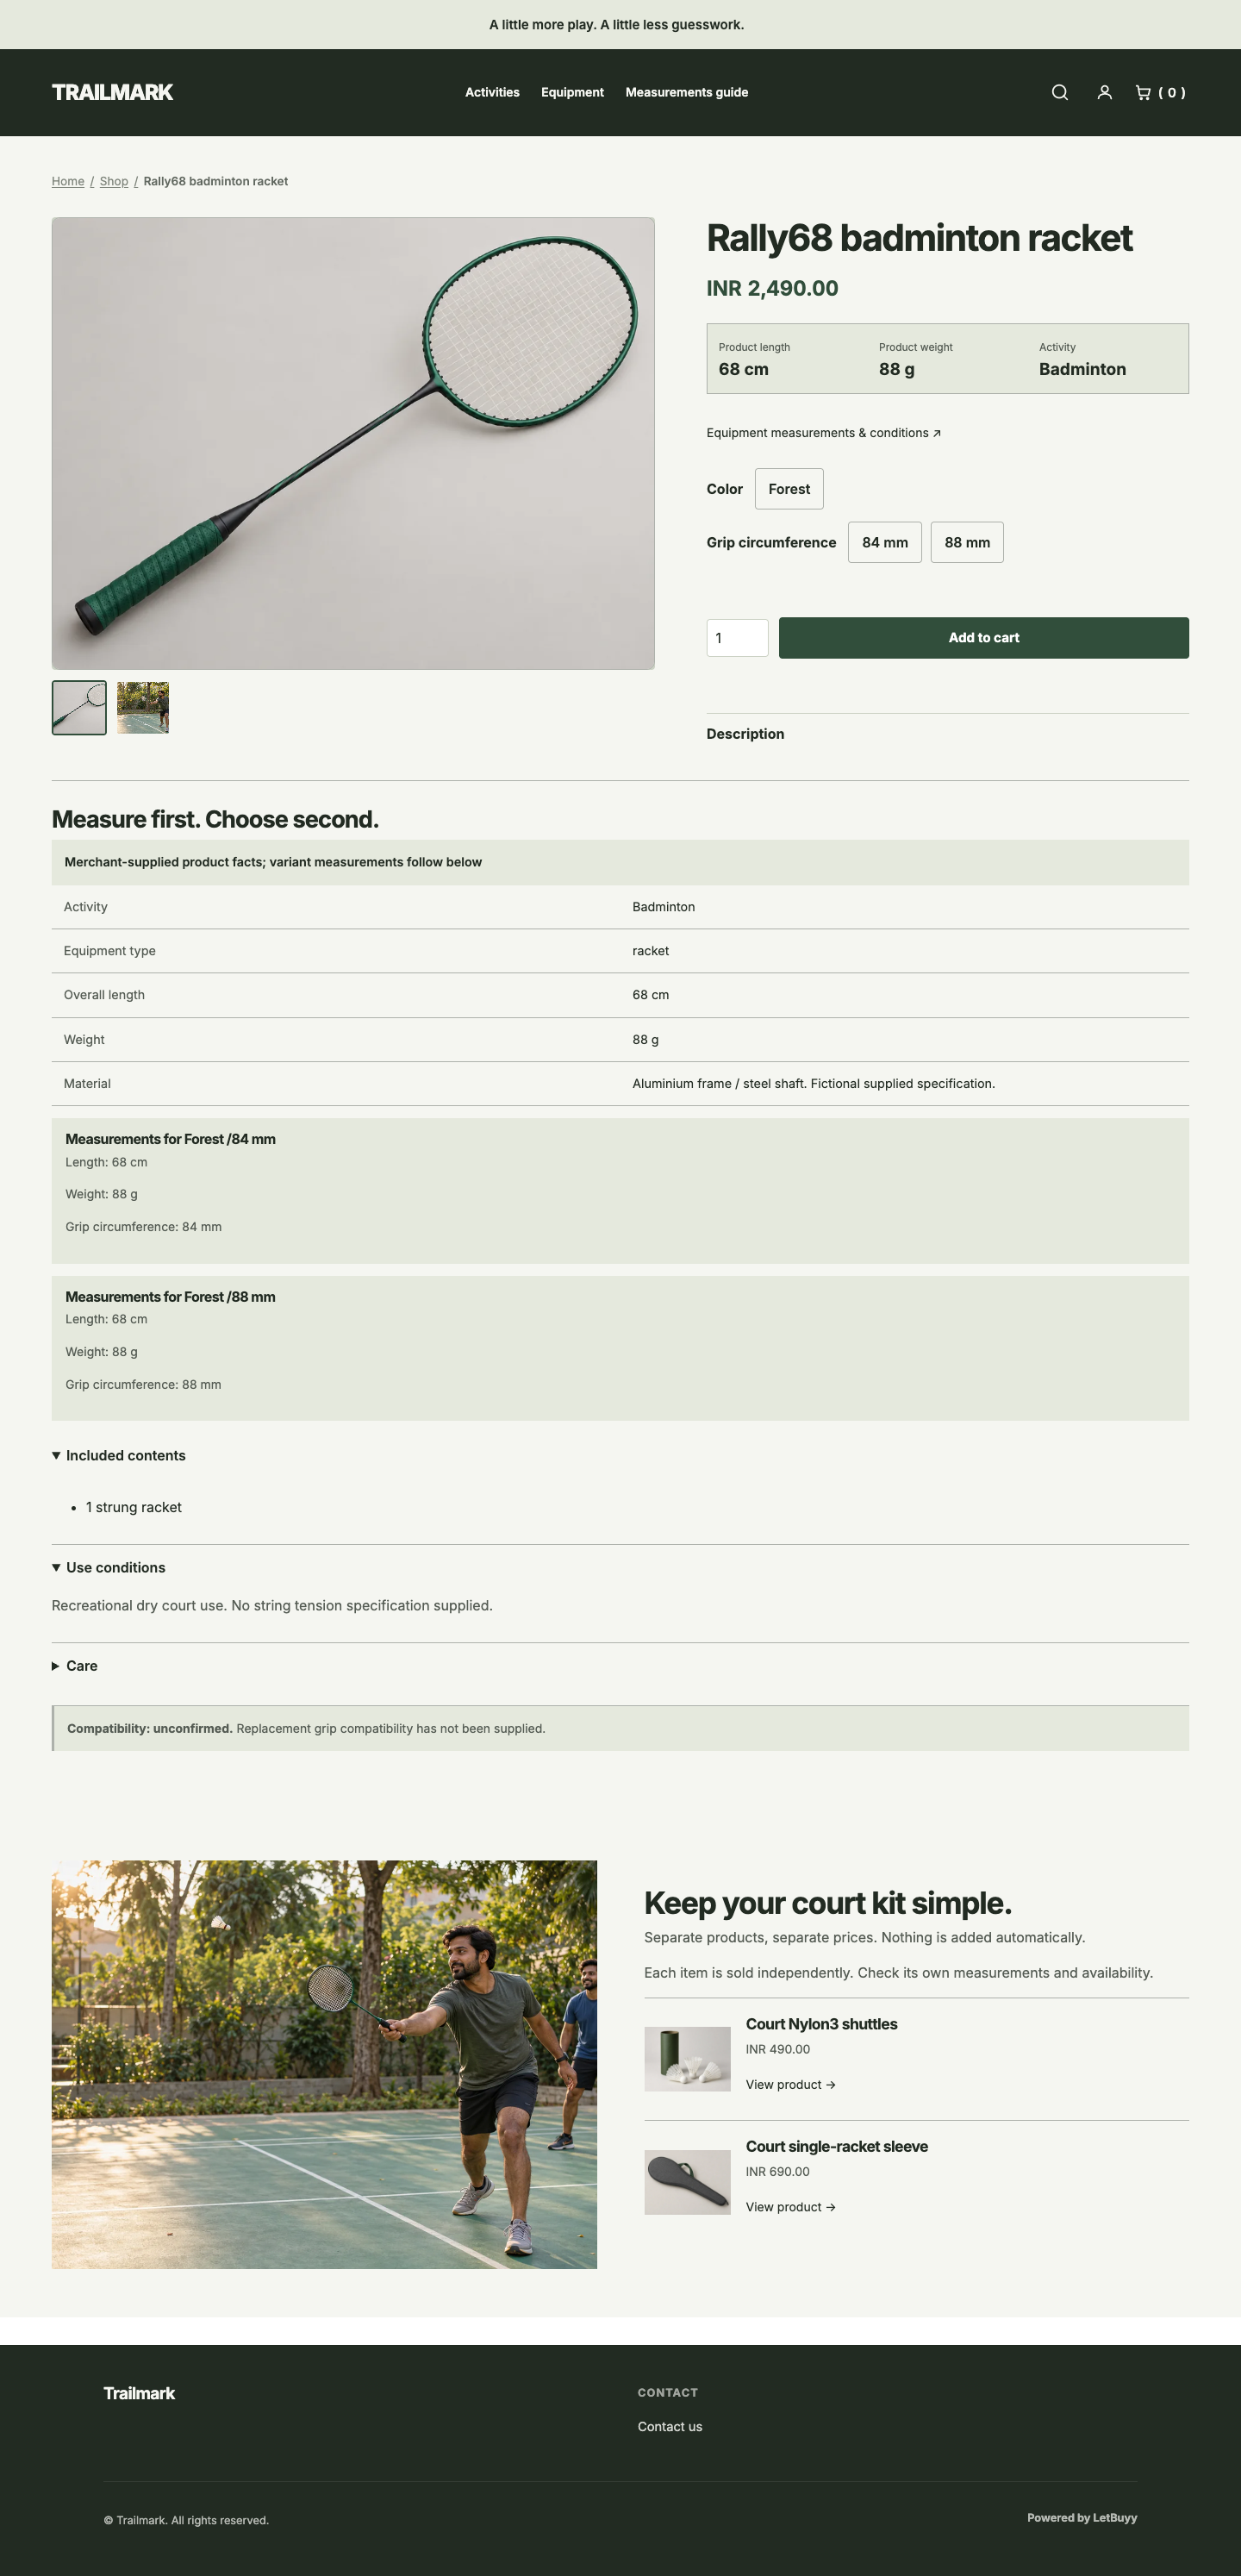 A little more play. A little less guesswork.
TRAILMARK
Activities Equipment Measurements guide
( 0 )
Home / Shop / Rally68 badminton racket
Rally68 badminton racket
INR 2,490.00
Product length Product weight Activity
68 cm 88 g Badminton
Equipment measurements & conditions ↗
Color Forest
Grip circumference 84 mm 88 mm
1 Add to cart
Description
Measure first. Choose second.
Merchant-supplied product facts; variant measurements follow below
Activity Badminton
Equipment type racket
Overall length 68 cm
Weight 88 g
Material Aluminium frame / steel shaft. Fictional supplied specification.
Measurements for Forest /84 mm
Length: 68 cm
Weight: 88 g
Grip circumference: 84 mm
Measurements for Forest /88 mm
Length: 68 cm
Weight: 88 g
Grip circumference: 88 mm
Included contents
• 1 strung racket
Use conditions
Recreational dry court use. No string tension specification supplied.
Care
Compatibility: unconfirmed. Replacement grip compatibility has not been supplied.
Keep your court kit simple.
Separate products, separate prices. Nothing is added automatically.
Each item is sold independently. Check its own measurements and availability.
Court Nylon3 shuttles
INR 490.00
View product →
Court single-racket sleeve
INR 690.00
View product →
Trailmark
CONTACT
Contact us
© Trailmark. All rights reserved.
Powered by LetBuyy